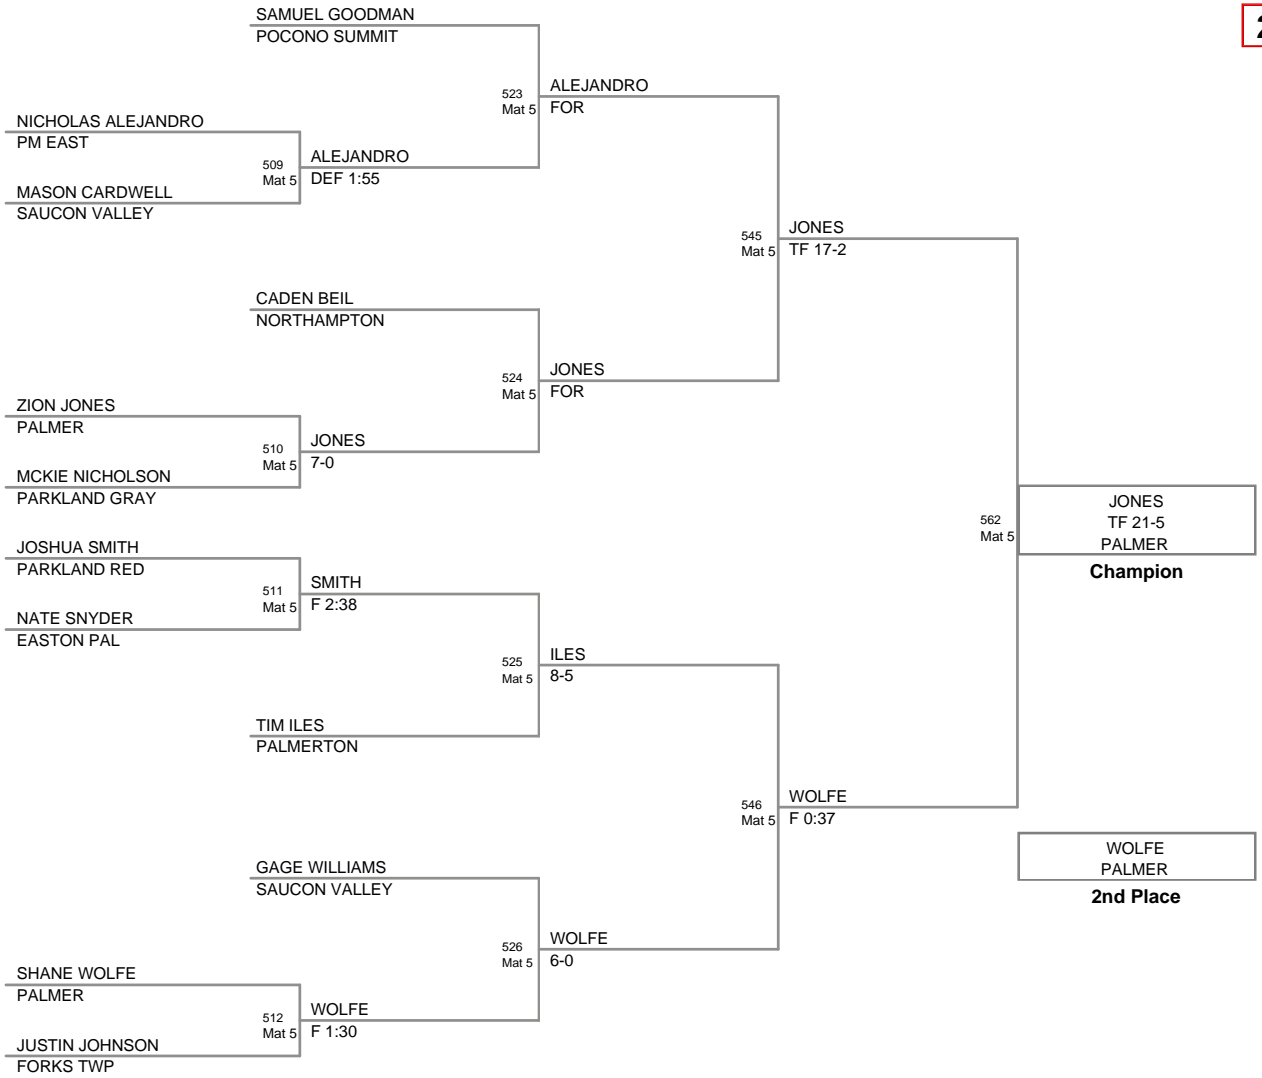 SAMUEL GOODMAN
POCONO SUMMIT
2
523
Mat 5
ALEJANDRO
FOR
NICHOLAS ALEJANDRO
PM EAST
509
Mat 5
ALEJANDRO
DEF 1:55
MASON CARDWELL
SAUCON VALLEY
545
Mat 5
JONES
TF 17-2
CADEN BEIL
NORTHAMPTON
524
Mat 5
JONES
FOR
ZION JONES
PALMER
510
Mat 5
JONES
7-0
MCKIE NICHOLSON
PARKLAND GRAY
562
Mat 5
JONES
TF 21-5
PALMER
Champion
JOSHUA SMITH
PARKLAND RED
511
Mat 5
SMITH
F 2:38
NATE SNYDER
EASTON PAL
525
Mat 5
ILES
8-5
TIM ILES
PALMERTON
546
Mat 5
WOLFE
F 0:37
WOLFE
PALMER
2nd Place
GAGE WILLIAMS
SAUCON VALLEY
526
Mat 5
WOLFE
6-0
SHANE WOLFE
PALMER
512
Mat 5
WOLFE
F 1:30
JUSTIN JOHNSON
FORKS TWP